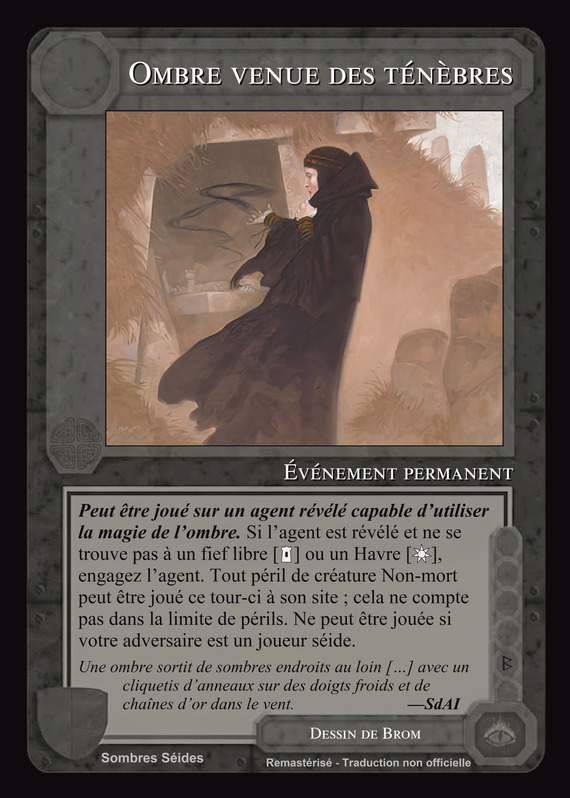 Ombre venue des ténèbres
Événement permanent
Peut être joué sur un agent révélé capable d’utiliser
la magie de l’ombre. Si l’agent est révélé et ne se
trouve pas à un fief libre [] ou un Havre [],
engagez l’agent. Tout péril de créature Non-mort
peut être joué ce tour-ci à son site ; cela ne compte
pas dans la limite de périls. Ne peut être jouée si
votre adversaire est un joueur séide.
Une ombre sortit de sombres endroits au loin [...] avec un
cliquetis d’anneaux sur des doigts froids et de
chaînes d’or dans le vent. —SdAI
Dessin de Brom
Sombres Séides
Remastérisé - Traduction non officielle